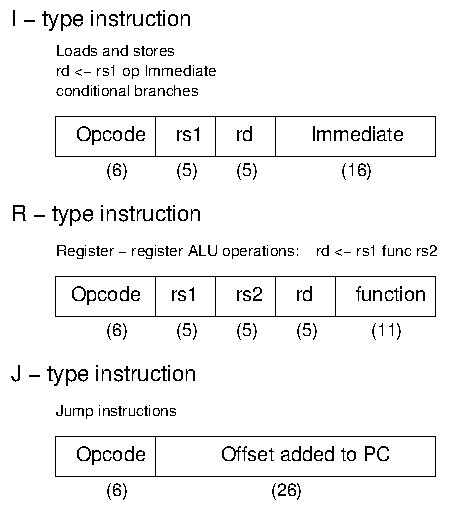 I – type instruction
Loads and stores
rd <– rs1 op Immediate
conditional branches
Opcode rs1 rd Immediate
(6) (5) (5) (16)
R – type instruction
Register – register ALU operations: rd <– rs1 func rs2
Opcode rs1 rs2 rd function
(6) (5) (5) (5) (11)
J – type instruction
Jump instructions
Opcode Offset added to PC
(6) (26)